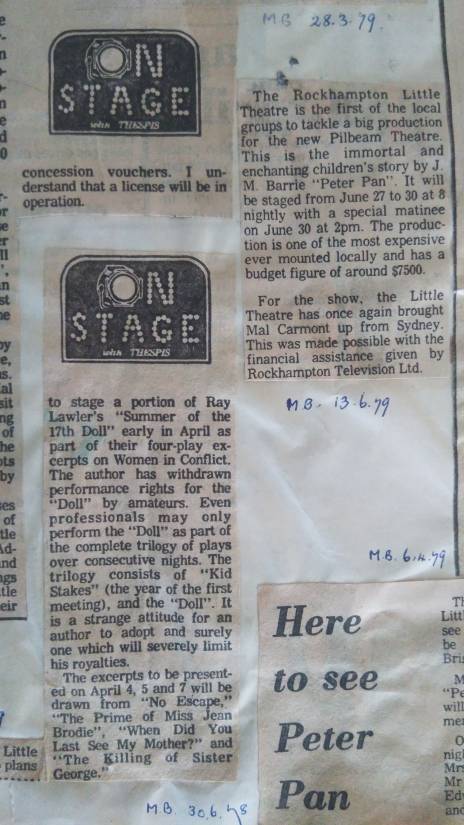 M.B. 28.3.79.
ON
STAGE
with THESPIS
concession vouchers. I un-
derstand that a license will be in
operation.
ON
STAGE
with THESPIS
to stage a portion of Ray
Lawler's "Summer of the
17th Doll" early in April as
part of their four-play ex-
cerpts on Women in Conflict.
The author has withdrawn
performance rights for the
"Doll" by amateurs. Even
professionals may only
perform the "Doll" as part of
the complete trilogy of plays
over consecutive nights. The
trilogy consists of "Kid
Stakes" (the year of the first
meeting), and the "Doll". It
is a strange attitude for an
author to adopt and surely
one which will severely limit
his royalties.
The excerpts to be present-
ed on April 4, 5 and 7 will be
drawn from "No Escape,"
"The Prime of Miss Jean
Brodie", "When Did You
Last See My Mother?" and
"The Killing of Sister
George."
The Rockhampton Little
Theatre is the first of the local
groups to tackle a big production
for the new Pilbeam Theatre.
This is the immortal and
enchanting children's story by J.
M. Barrie "Peter Pan". It will
be staged from June 27 to 30 at 8
nightly with a special matinee
on June 30 at 2pm. The produc-
tion is one of the most expensive
ever mounted locally and has a
budget figure of around $7500.
For the show, the Little
Theatre has once again brought
Mal Carmont up from Sydney.
This was made possible with the
financial assistance given by
Rockhampton Television Ltd.
M.B. 13.6.79
M.B. 6.4.79
Here
to see
Peter
Pan
Little
plans
M.B. 30.6.78